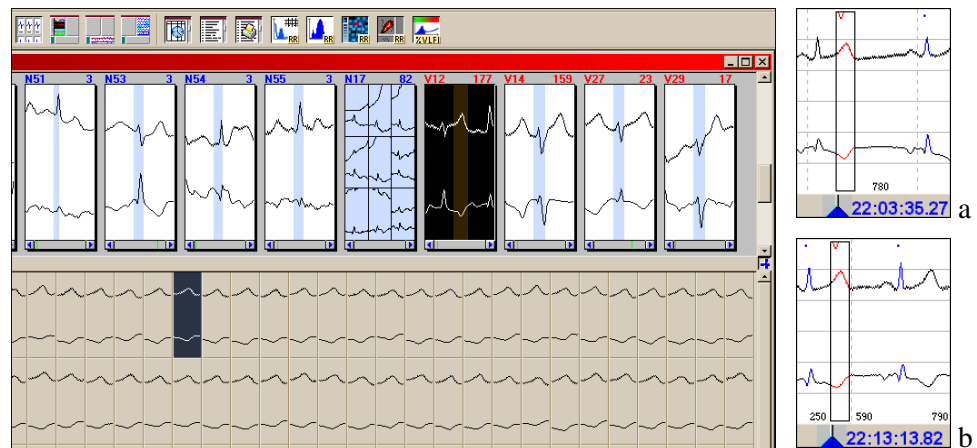 RR RR RR RR %VLF
N51 3 N53 3 N54 3 N55 3 N17 82 V12 177 V14 159 V27 23 V29 17
V
780
22:03:35.27 a
V
250 590 790
22:13:13.82 b